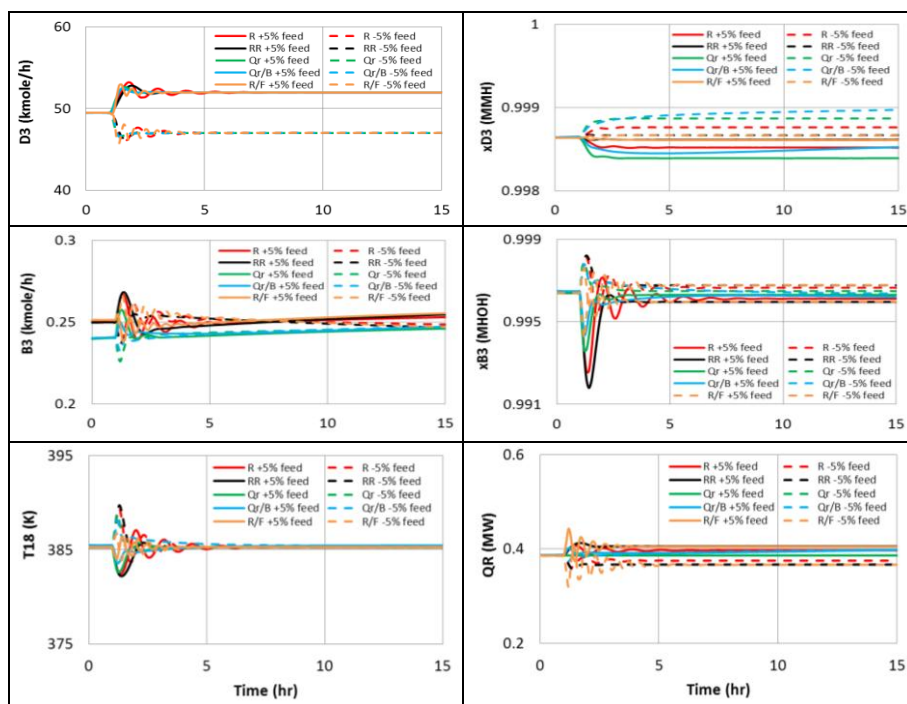 D3 (kmole/h)
60
50
40
0
5
10
15
R +5% feed
R -5% feed
RR +5% feed
RR -5% feed
Qr +5% feed
Qr -5% feed
Qr/B +5% feed
Qr/B -5% feed
R/F +5% feed
R/F -5% feed
xD3 (MMH)
1
0.999
0.998
0
5
10
15
R +5% feed
R -5% feed
RR +5% feed
RR -5% feed
Qr +5% feed
Qr -5% feed
Qr/B +5% feed
Qr/B -5% feed
R/F +5% feed
R/F -5% feed
B3 (kmole/h)
0.3
0.25
0.2
0
5
10
15
R +5% feed
R -5% feed
RR +5% feed
RR -5% feed
Qr +5% feed
Qr -5% feed
Qr/B +5% feed
Qr/B -5% feed
R/F +5% feed
R/F -5% feed
xB3 (MHOH)
0.999
0.995
0.991
0
5
10
15
R +5% feed
R -5% feed
RR +5% feed
RR -5% feed
Qr +5% feed
Qr -5% feed
Qr/B +5% feed
Qr/B -5% feed
R/F +5% feed
R/F -5% feed
T18 (K)
395
385
375
0
5
10
15
R +5% feed
R -5% feed
RR +5% feed
RR -5% feed
Qr +5% feed
Qr -5% feed
Qr/B +5% feed
Qr/B -5% feed
R/F +5% feed
R/F -5% feed
Time (hr)
QR (MW)
0.6
0.4
0.2
0
5
10
15
R +5% feed
R -5% feed
RR +5% feed
RR -5% feed
Qr +5% feed
Qr -5% feed
Qr/B +5% feed
Qr/B -5% feed
R/F +5% feed
R/F -5% feed
Time (hr)